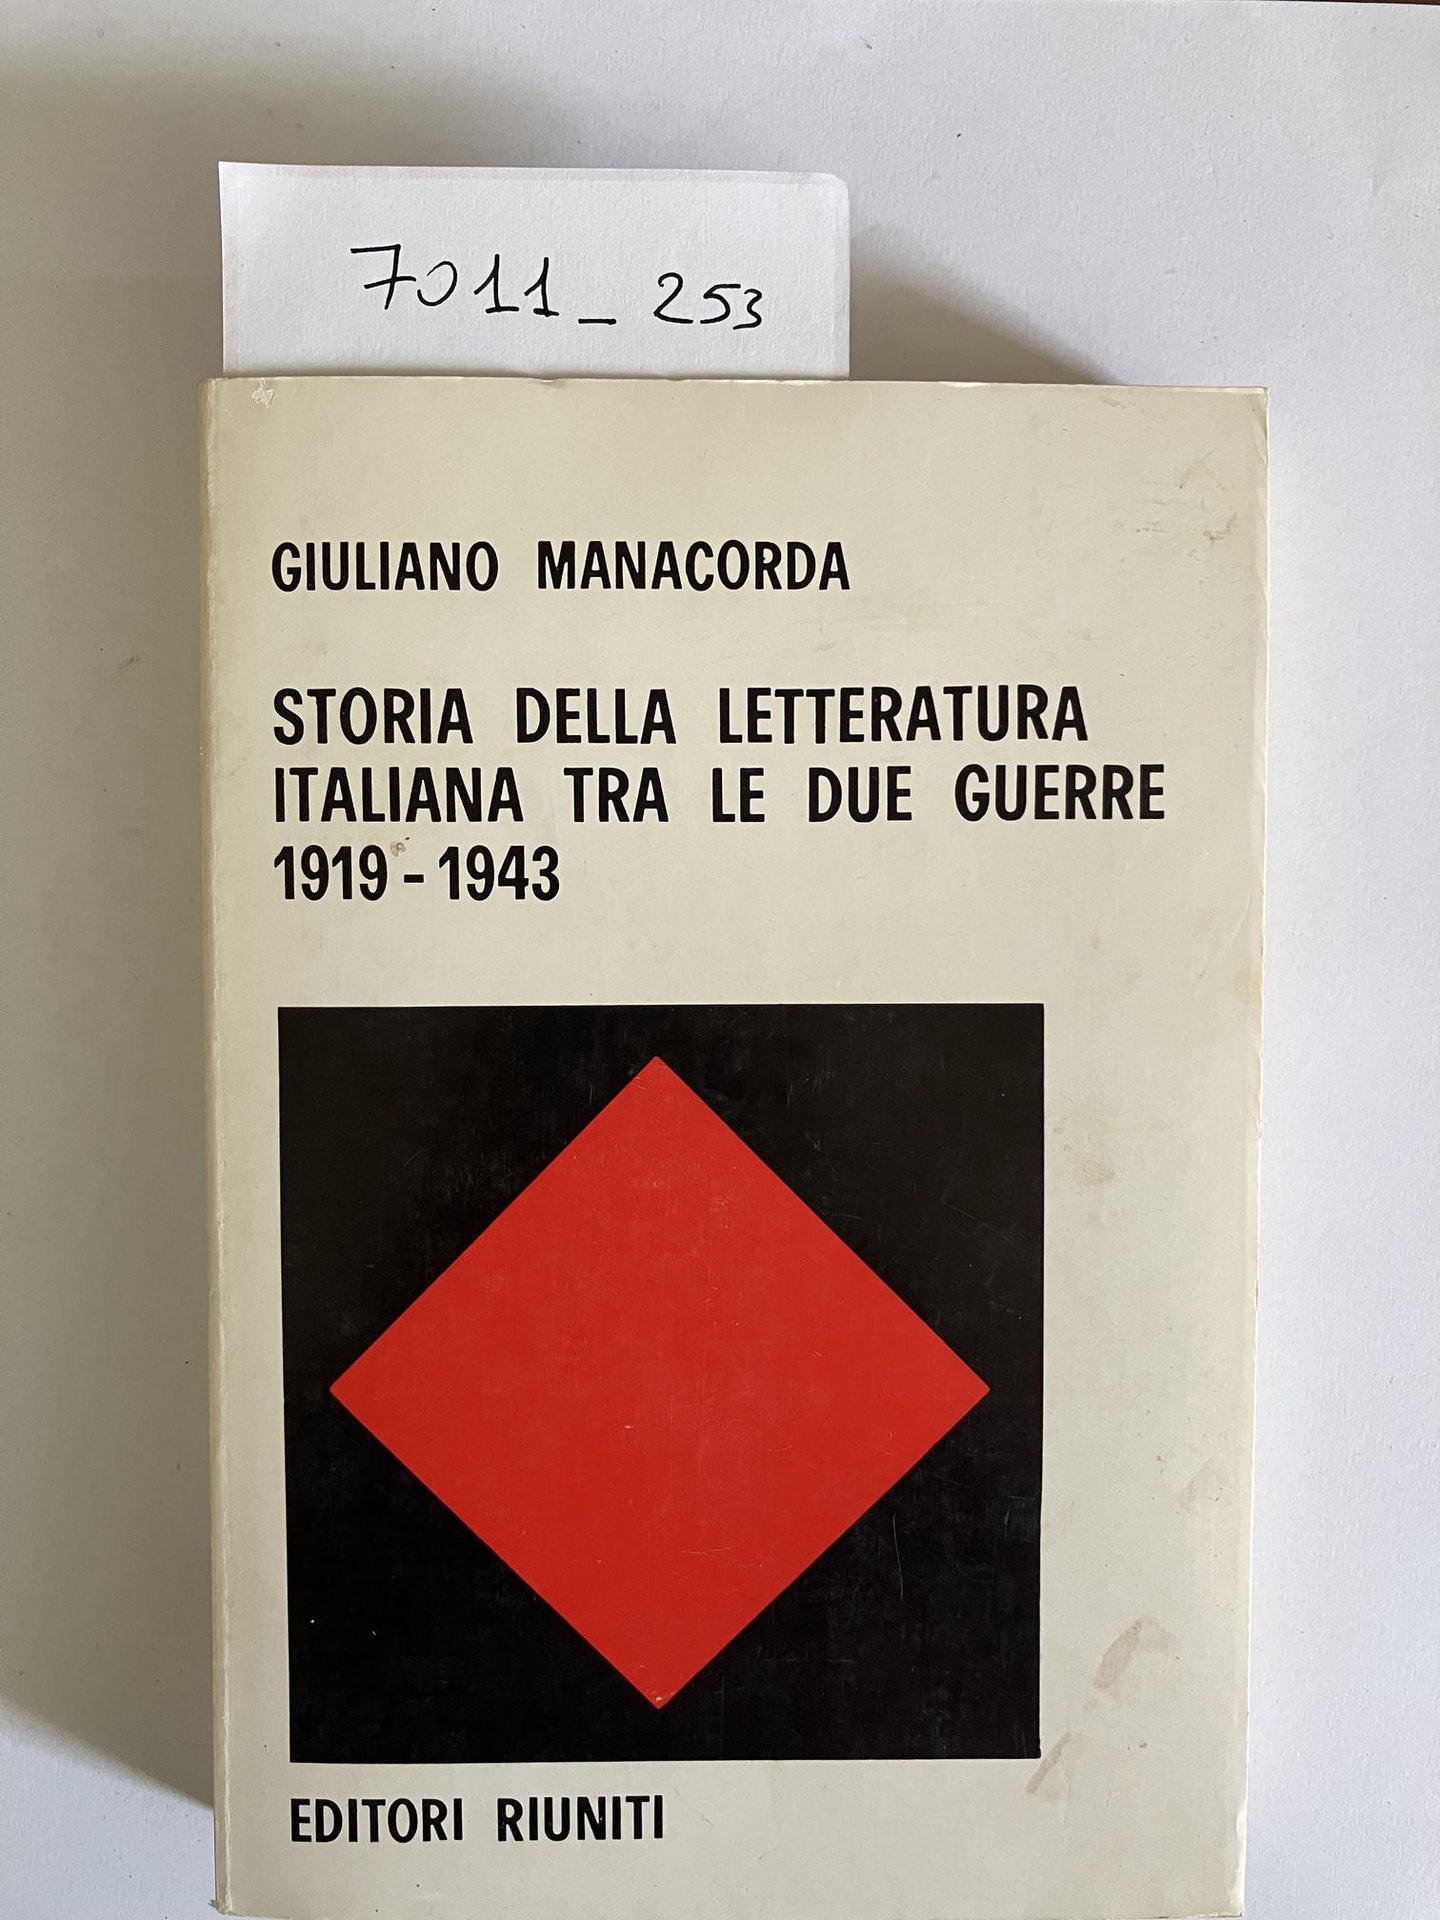 7011_253
GIULIANO MANACORDA
STORIA DELLA LETTERATURA
ITALIANA TRA LE DUE GUERRE
1919-1943
EDITORI RIUNITI